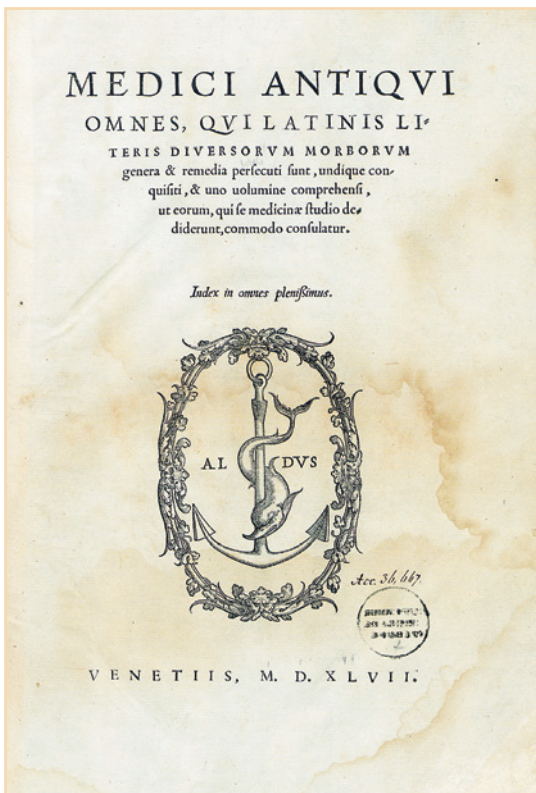 MEDICI ANTIQVI
OMNES, QVI LATINIS LI⸗
TERIS DIVERSORVM MORBORVM
genera & remedia persecuti sunt, undique con⸗
quisiti, & uno uolumine comprehensi,
ut eorum, qui se medicinæ studio de⸗
diderunt, commodo consulatur.
Index in omnes plenissimus.
AL DVS
Acc. 36,667.
VENETIIS, M. D. XLVII.